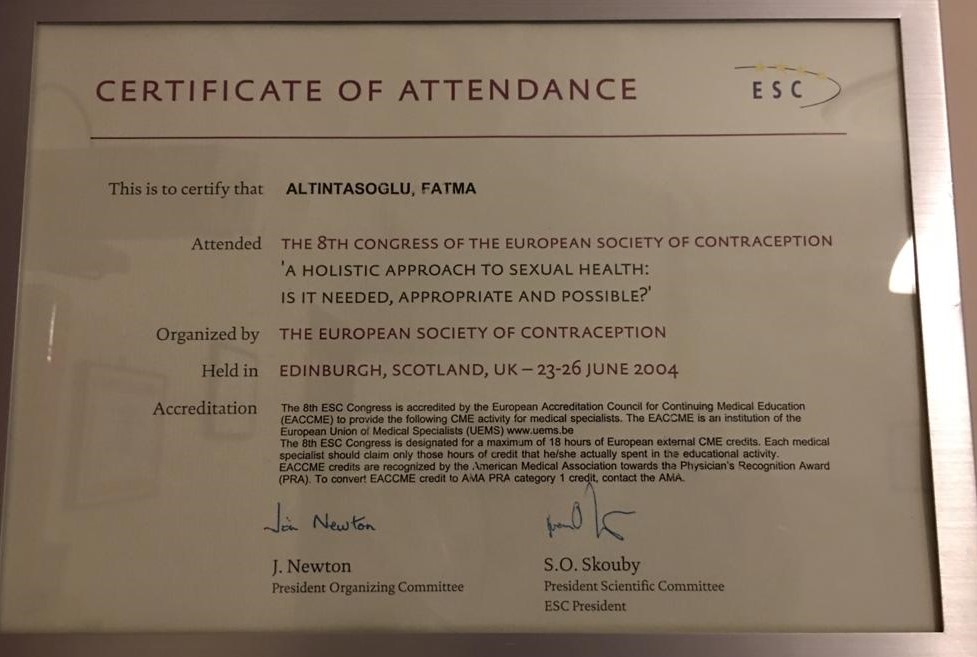 CERTIFICATE OF ATTENDANCE
ESC
This is to certify that ALTINTASOGLU, FATMA
Attended THE 8TH CONGRESS OF THE EUROPEAN SOCIETY OF CONTRACEPTION
'A HOLISTIC APPROACH TO SEXUAL HEALTH:
IS IT NEEDED, APPROPRIATE AND POSSIBLE?'
Organized by THE EUROPEAN SOCIETY OF CONTRACEPTION
Held in EDINBURGH, SCOTLAND, UK – 23-26 JUNE 2004
Accreditation The 8th ESC Congress is accredited by the European Accreditation Council for Continuing Medical Education
(EACCME) to provide the following CME activity for medical specialists. The EACCME is an institution of the
European Union of Medical Specialists (UEMS) www.uems.be
The 8th ESC Congress is designated for a maximum of 18 hours of European external CME credits. Each medical
specialist should claim only those hours of credit that he/she actually spent in the educational activity.
EACCME credits are recognized by the American Medical Association towards the Physician's Recognition Award
(PRA). To convert EACCME credit to AMA PRA category 1 credit, contact the AMA.
Newton
J. Newton S.O. Skouby
President Organizing Committee President Scientific Committee
ESC President